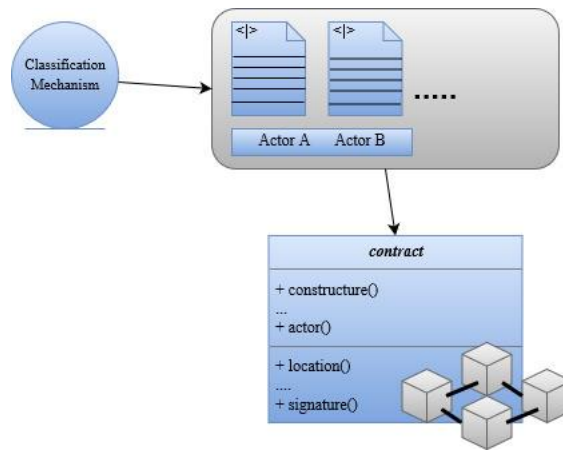 Classification
Mechanism
<|> <|>
.....
Actor A Actor B
contract
+ constructure()
...
+ actor()
+ location()
....
+ signature()